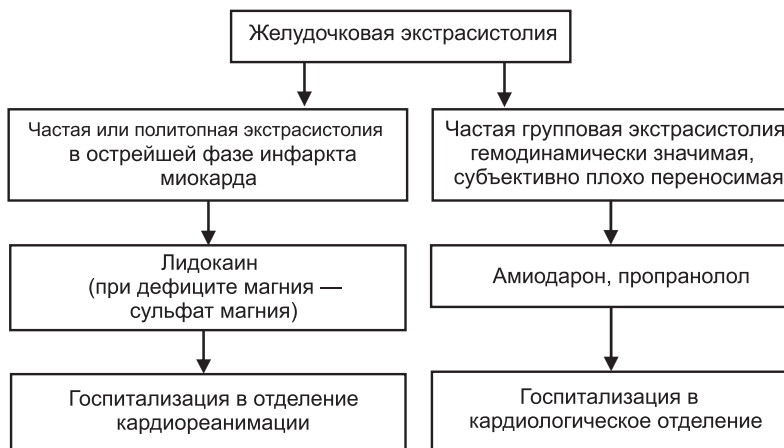 Желудочковая экстрасистолия
Частая или политопная экстрасистолия
в острейшей фазе инфаркта
миокарда
Частая групповая экстрасистолия
гемодинамически значимая,
субъективно плохо переносимая
Лидокаин
(при дефиците магния —
сульфат магния)
Амиодарон, пропранолол
Госпитализация в отделение
кардиореанимации
Госпитализация в
кардиологическое отделение